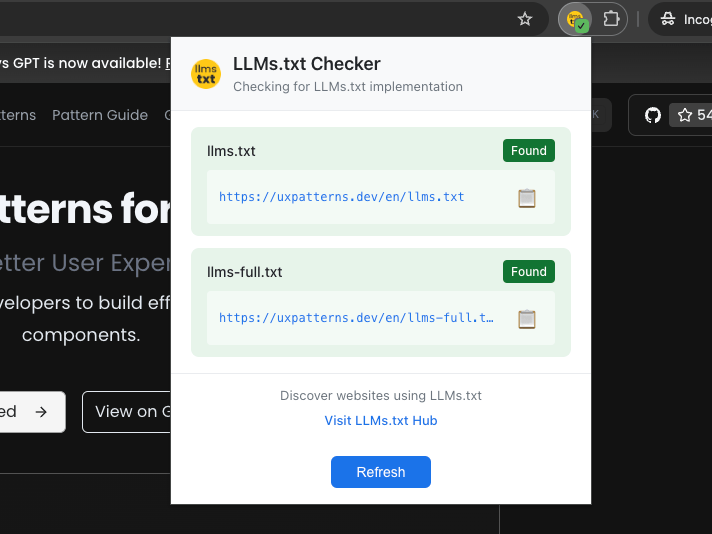 Incog
s GPT is now available!
LLMs.txt Checker
Checking for LLMs.txt implementation
llms
txt
terns Pattern Guide
K
54
llms.txt
Found
https://uxpatterns.dev/en/llms.txt
llms-full.txt
Found
https://uxpatterns.dev/en/llms-full.t…
tterns for
etter User Exper
velopers to build eff
components.
ed →
View on G
Discover websites using LLMs.txt
Visit LLMs.txt Hub
Refresh